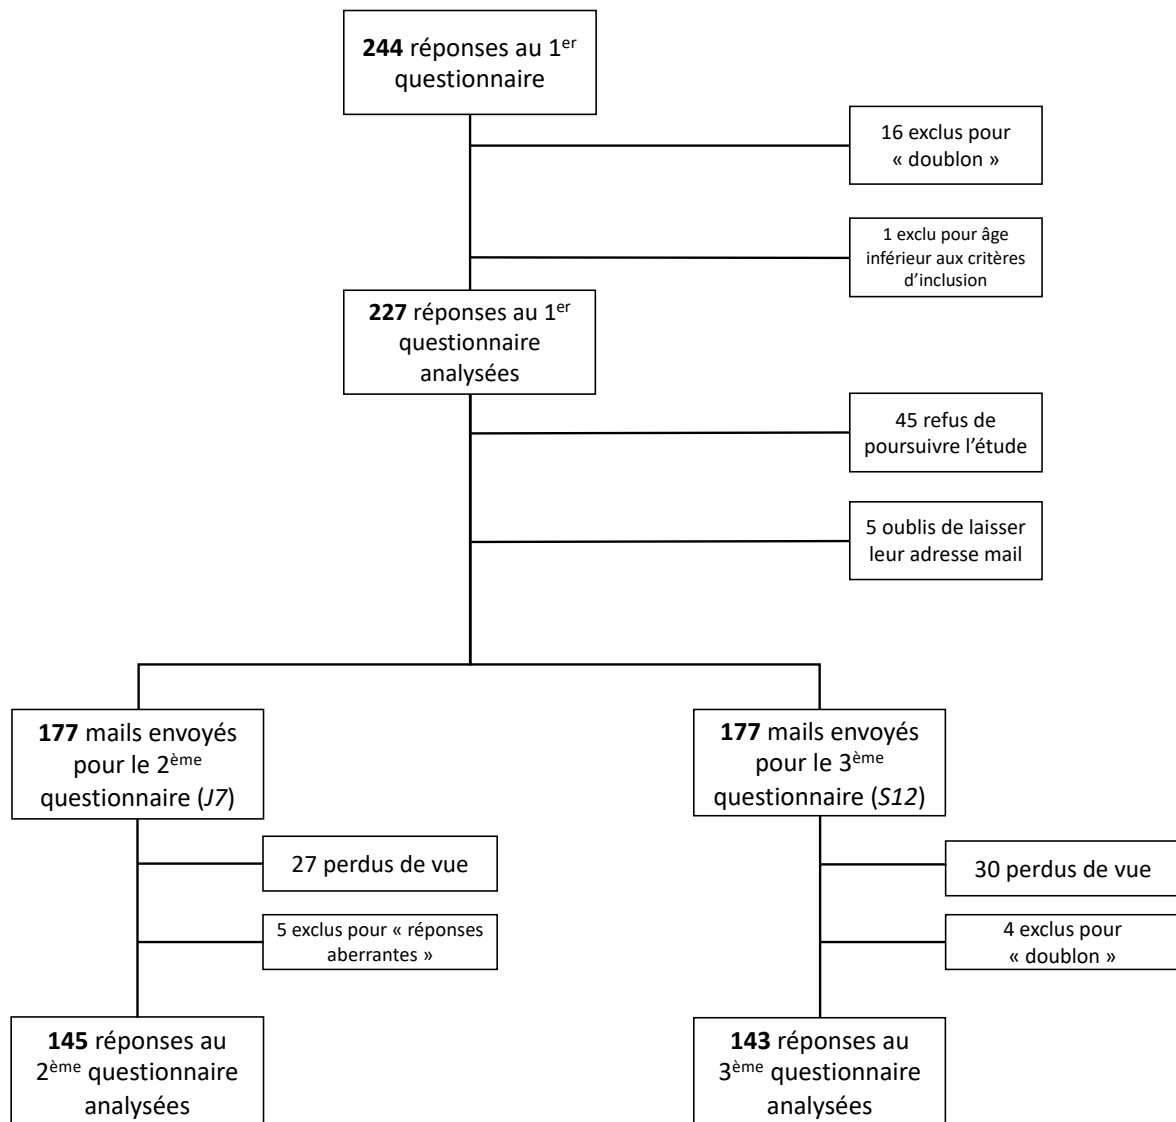 244 réponses au 1er
questionnaire
16 exclus pour
« doublon »
1 exclu pour âge
inférieur aux critères
d’inclusion
227 réponses au 1er
questionnaire
analysées
45 refus de
poursuivre l’étude
5 oublis de laisser
leur adresse mail
177 mails envoyés
pour le 2ème
questionnaire (J7)
177 mails envoyés
pour le 3ème
questionnaire (S12)
27 perdus de vue
30 perdus de vue
5 exclus pour « réponses
aberrantes »
4 exclus pour
« doublon »
145 réponses au
2ème questionnaire
analysées
143 réponses au
3ème questionnaire
analysées